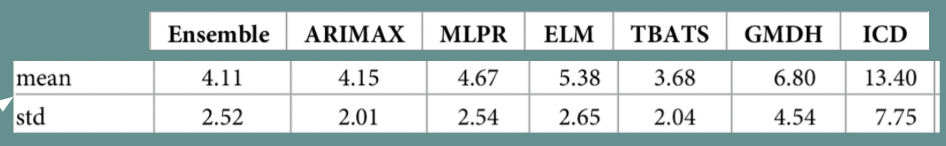 Ensemble ARIMAX MLPR ELM TBATS GMDH ICD
mean 4.11 4.15 4.67 5.38 3.68 6.80 13.40
std 2.52 2.01 2.54 2.65 2.04 4.54 7.75